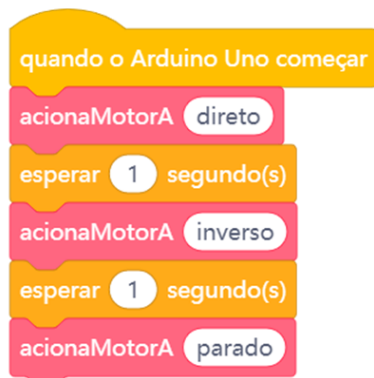 quando o Arduino Uno começar
acionaMotorA direto
esperar 1 segundo(s)
acionaMotorA inverso
esperar 1 segundo(s)
acionaMotorA parado